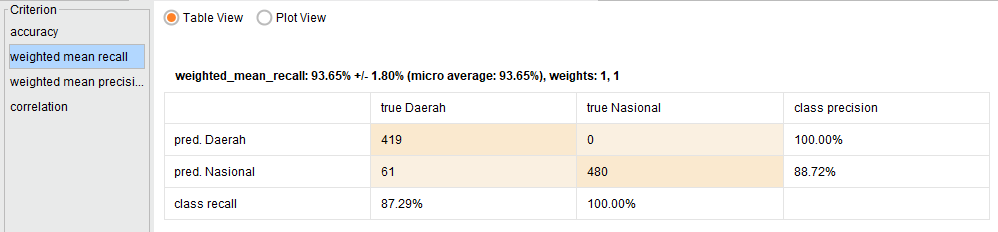 Criterion
accuracy
weighted mean recall
weighted mean precisi...
correlation
Table View Plot View
weighted_mean_recall: 93.65% +/- 1.80% (micro average: 93.65%), weights: 1, 1
true Daerah true Nasional class precision
pred. Daerah 419 0 100.00%
pred. Nasional 61 480 88.72%
class recall 87.29% 100.00%